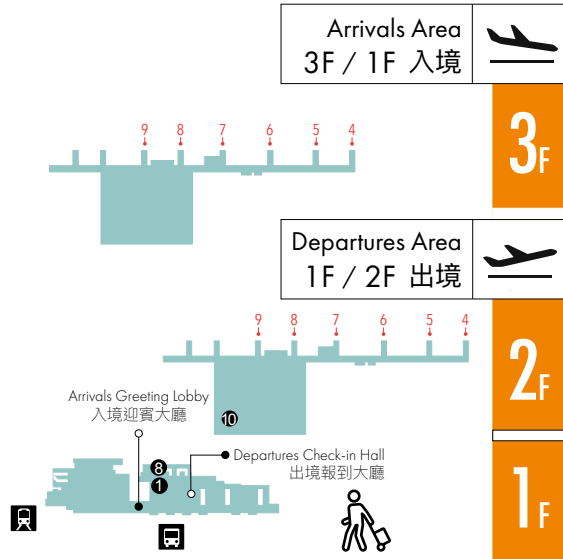 Arrivals Area
3F / 1F 入境
3F
9 8 7 6 5 4
Departures Area
1F / 2F 出境
2F
9 8 7 6 5 4
10
Arrivals Greeting Lobby
入境迎賓大廳
8
1
Departures Check-in Hall
出境報到大廳
1F